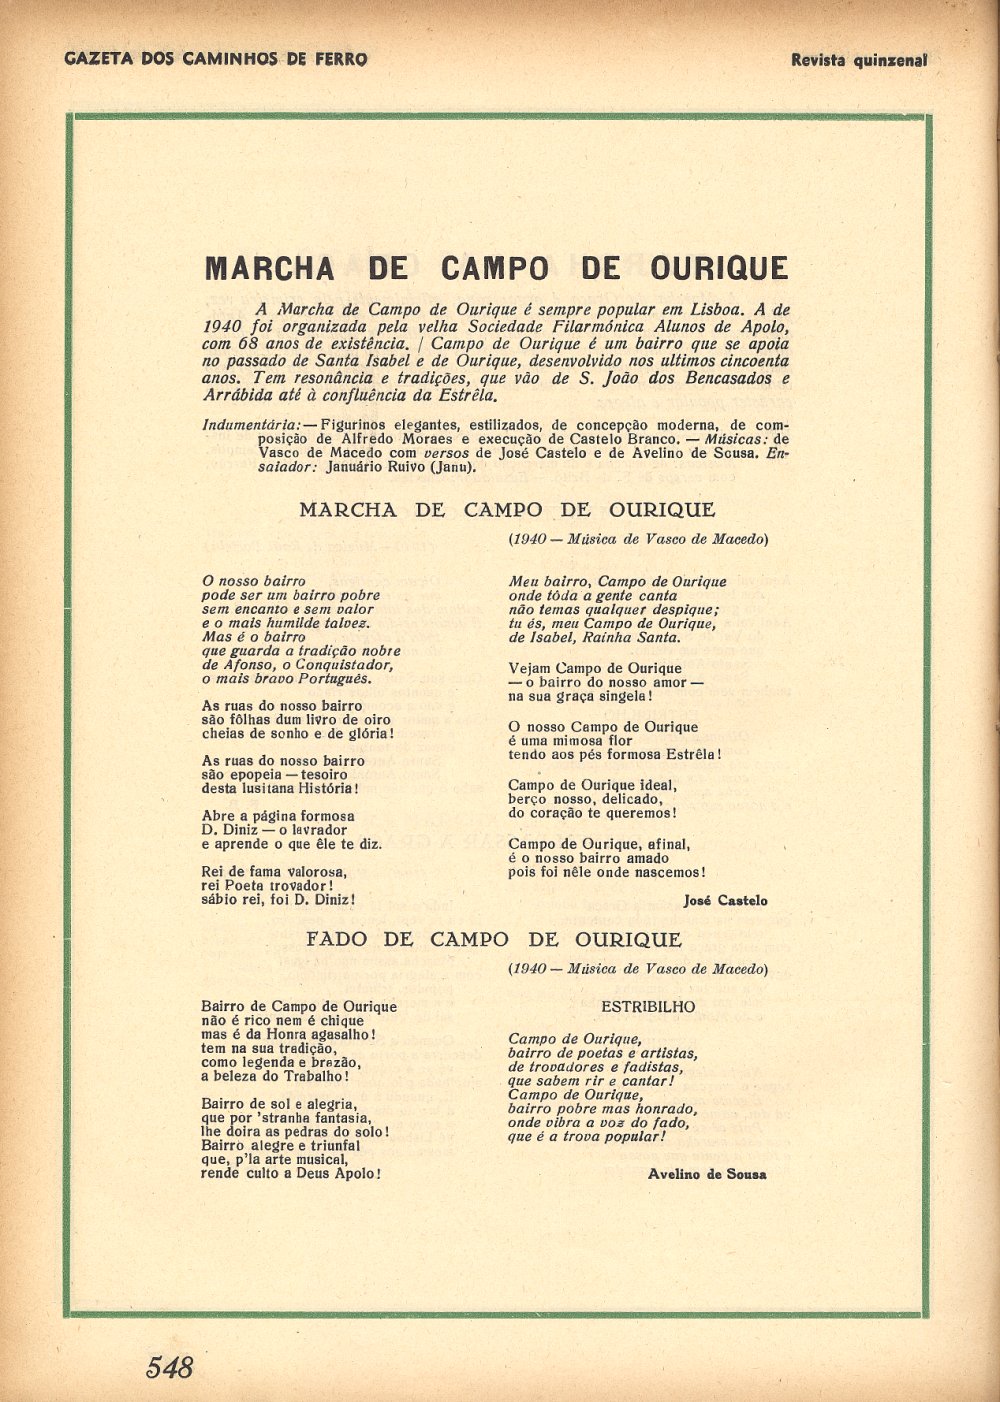 GAZETA DOS CAMINHOS DE FERRO
Revista quinzenal
MARCHA DE CAMPO DE OURIQUE
A Marcha de Campo de Ourique é sempre popular em Lisboa. A de
1940 foi organizada pela velha Sociedade Filarmónica Alunos de Apolo,
com 68 anos de existência. / Campo de Ourique é um bairro que se apoia
no passado de Santa Isabel e de Ourique, desenvolvido nos ultimos cincoenta
anos. Tem resonância e tradições, que vão de S. João dos Bencasados e
Arrábida até à confluência da Estrêla.
Indumentária:—Figurinos elegantes, estilizados, de concepção moderna, de com-
posição de Alfredo Moraes e execução de Castelo Branco. — Músicas: de
Vasco de Macedo com versos de José Castelo e de Avelino de Sousa. En-
saiador: Januário Ruivo (Janu).
MARCHA DE CAMPO DE OURIQUE
(1940 — Música de Vasco de Macedo)
O nosso bairro
pode ser um bairro pobre
sem encanto e sem valor
e o mais humilde talvez.
Mas é o bairro
que guarda a tradição nobre
de Afonso, o Conquistador,
o mais bravo Português.
As ruas do nosso bairro
são fôlhas dum livro de oiro
cheias de sonho e de glória!
As ruas do nosso bairro
são epopeia — tesoiro
desta lusitana História!
Abre a página formosa
D. Diniz — o lavrador
e aprende o que êle te diz.
Rei de fama valorosa,
rei Poeta trovador!
sábio rei, foi D. Diniz!
Meu bairro, Campo de Ourique
onde tôda a gente canta
não temas qualquer despique;
tu és, meu Campo de Ourique,
de Isabel, Raínha Santa.
Vejam Campo de Ourique
— o bairro do nosso amor —
na sua graça singela!
O nosso Campo de Ourique
é uma mimosa flor
tendo aos pés formosa Estrêla!
Campo de Ourique ideal,
berço nosso, delicado,
do coração te queremos!
Campo de Ourique, afinal,
é o nosso bairro amado
pois foi nêle onde nascemos!
José Castelo
FADO DE CAMPO DE OURIQUE
(1940 — Música de Vasco de Macedo)
Bairro de Campo de Ourique
não é rico nem é chique
mas é da Honra agasalho!
tem na sua tradição,
como legenda e brazão,
a beleza do Trabalho!
Bairro de sol e alegria,
que por 'stranha fantasia,
lhe doira as pedras do solo!
Bairro alegre e triunfal
que, p'la arte musical,
rende culto a Deus Apolo!
ESTRIBILHO
Campo de Ourique,
bairro de poetas e artistas,
de trovadores e fadistas,
que sabem rir e cantar!
Campo de Ourique,
bairro pobre mas honrado,
onde vibra a voz do fado,
que é a trova popular!
Avelino de Sousa
548